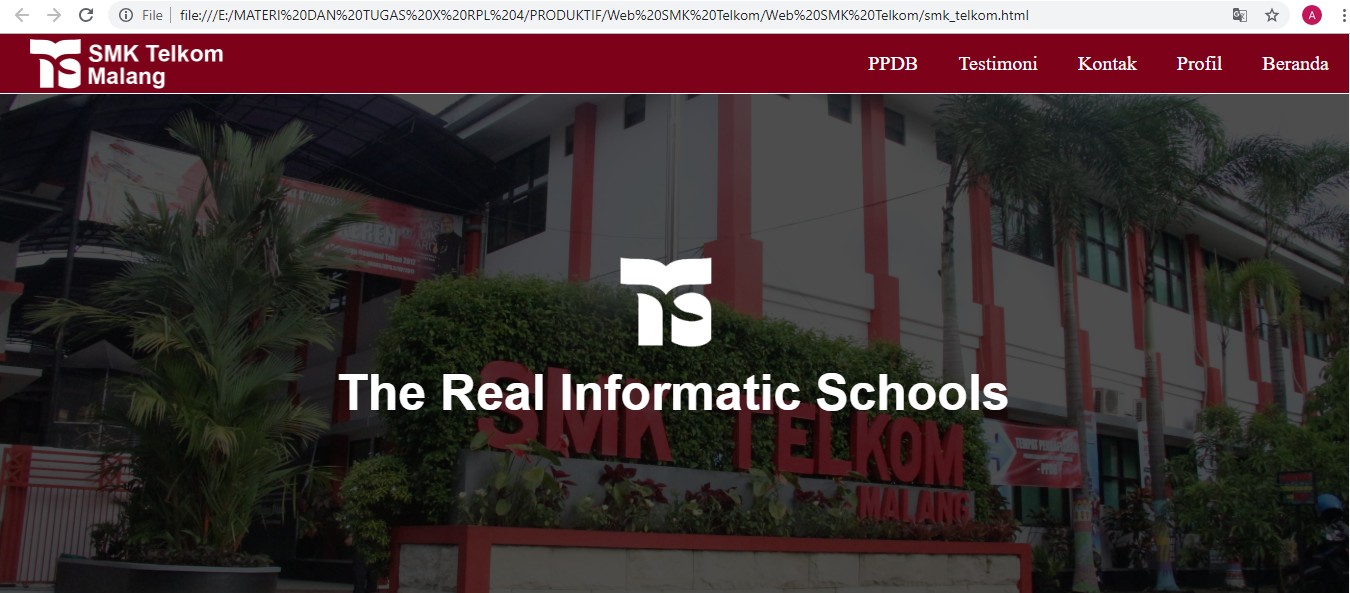 File
file:///E:/MATERI%20DAN%20TUGAS%20X%20RPL%204/PRODUKTIF/Web%20SMK%20Telkom/Web%20SMK%20Telkom/smk_telkom.html
A
SMK Telkom
Malang
PPDB Testimoni Kontak Profil Beranda
TS
The Real Informatic Schools
SMK TELKOM
MALANG